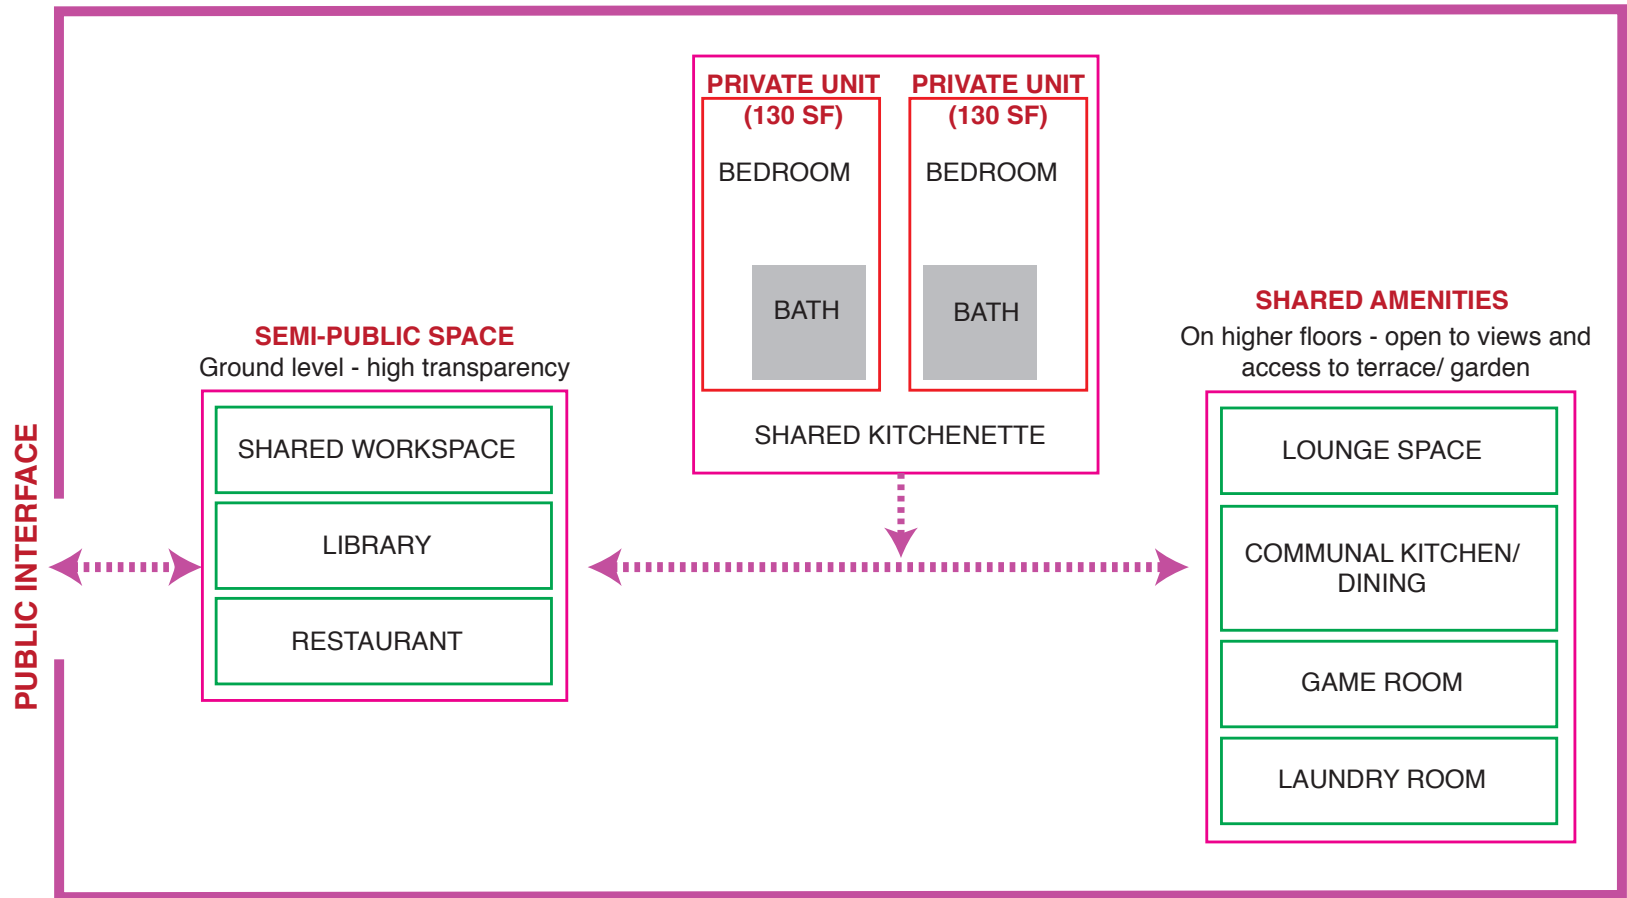 PUBLIC INTERFACE
SEMI-PUBLIC SPACE
Ground level - high transparency
SHARED WORKSPACE
LIBRARY
RESTAURANT
PRIVATE UNIT
(130 SF)
BEDROOM
BATH
PRIVATE UNIT
(130 SF)
BEDROOM
BATH
SHARED KITCHENETTE
SHARED AMENITIES
On higher floors - open to views and
access to terrace/ garden
LOUNGE SPACE
COMMUNAL KITCHEN/
DINING
GAME ROOM
LAUNDRY ROOM